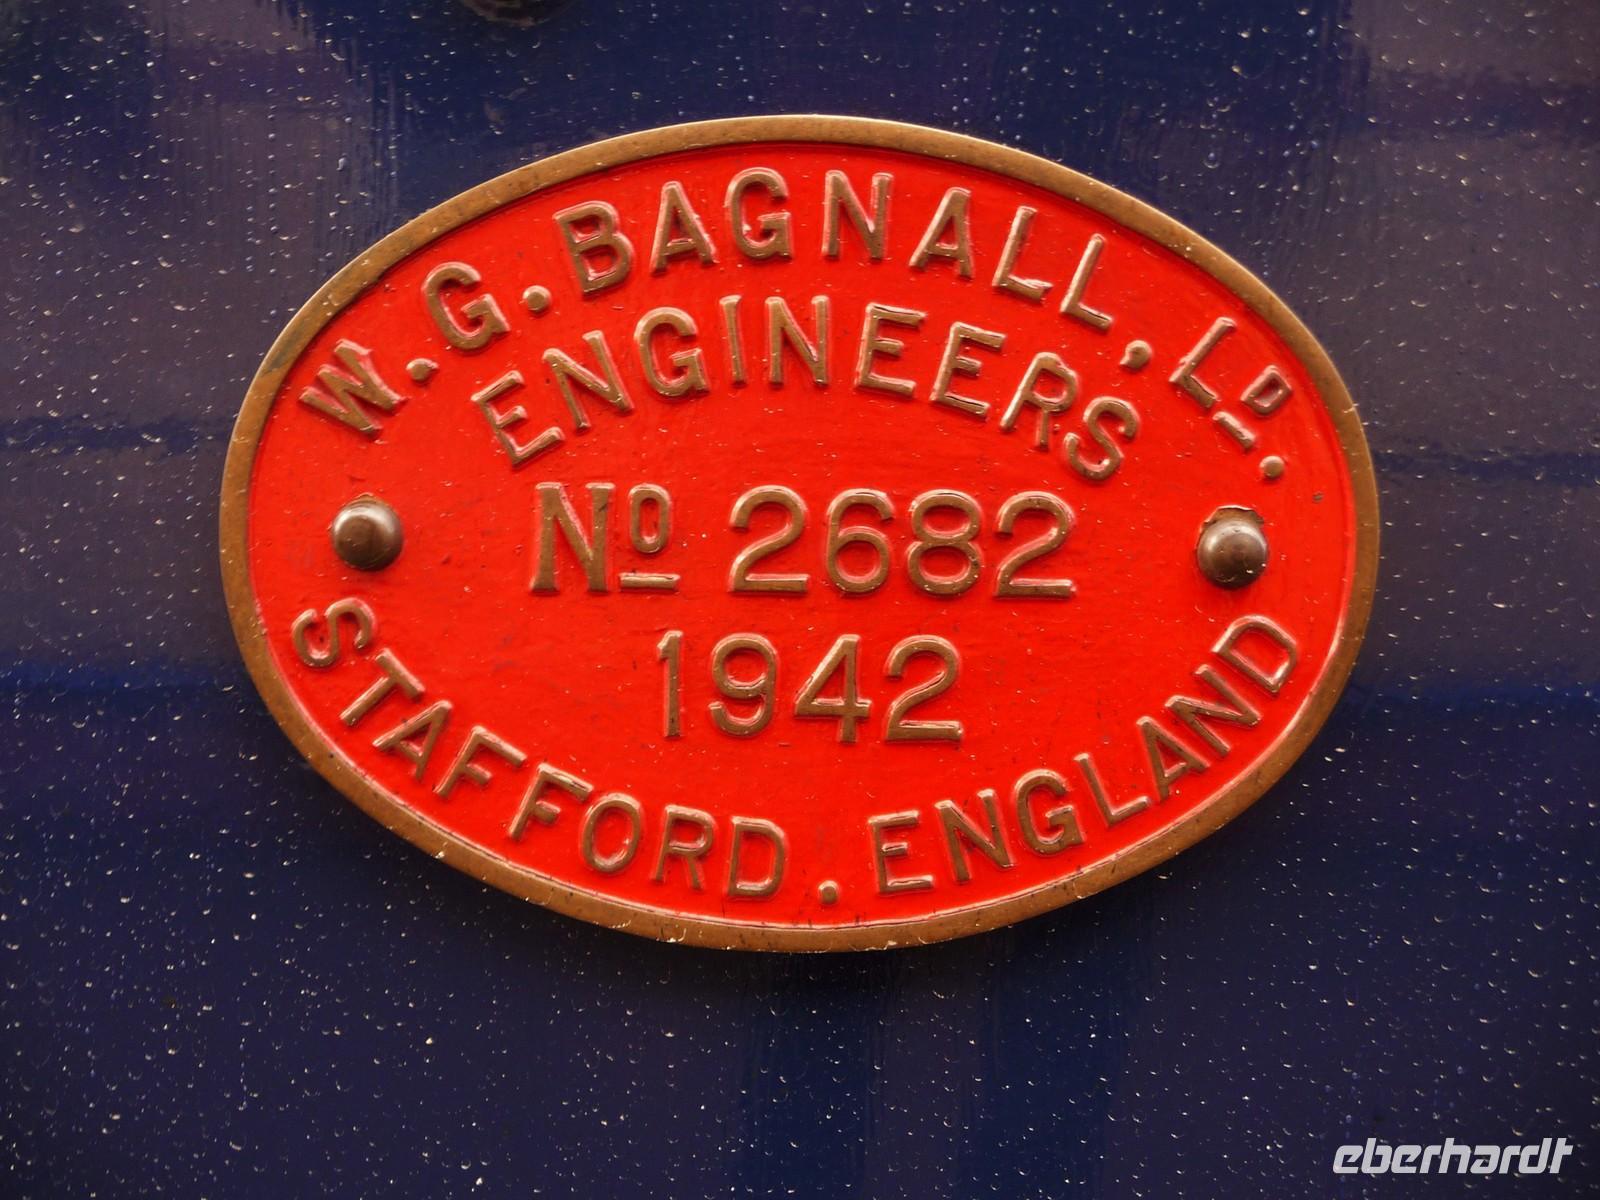 W.G. BAGNALL, LD.
ENGINEERS
No 2682
1942
STAFFORD. ENGLAND
eberhardt